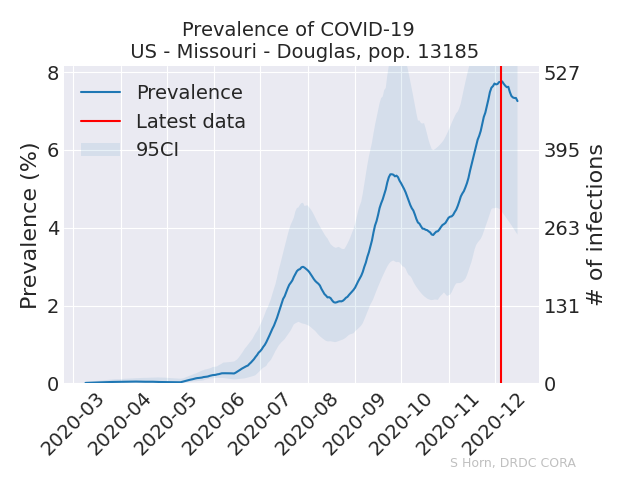 Prevalence of COVID-19
US - Missouri - Douglas, pop. 13185
Prevalence
Latest data
95CI
Prevalence (%)
8
6
4
2
0
527
395
263
131
0
# of infections
2020-03
2020-04
2020-05
2020-06
2020-07
2020-08
2020-09
2020-10
2020-11
2020-12
S Horn, DRDC CORA